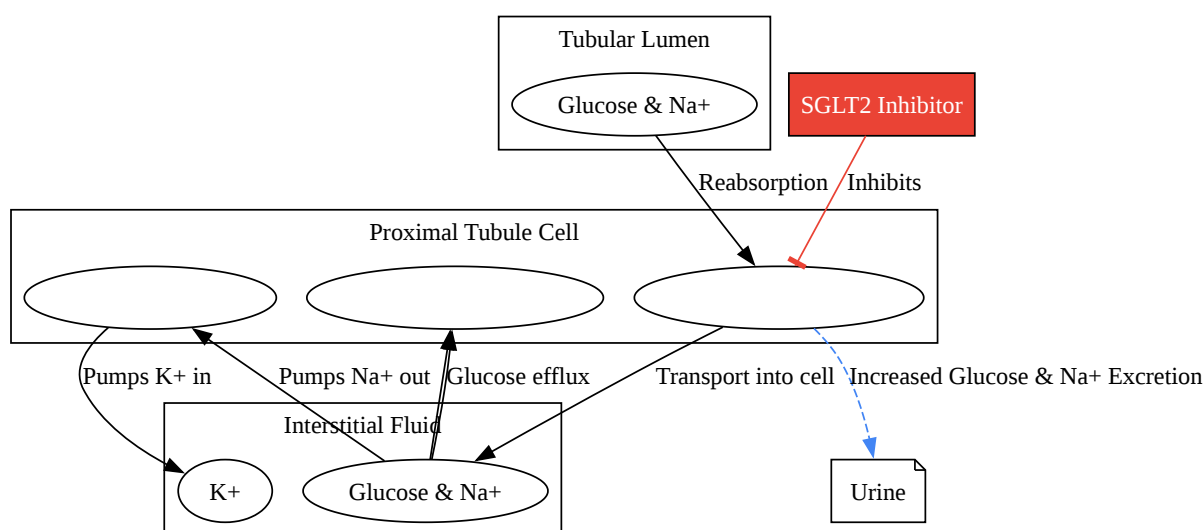 Tubular Lumen
Glucose & Na+
SGLT2 Inhibitor
Reabsorption
Inhibits
Proximal Tubule Cell
Pumps K+ in
Pumps Na+ out
Glucose efflux
Transport into cell
Increased Glucose & Na+ Excretion
Interstitial Fluid
K+
Glucose & Na+
Urine